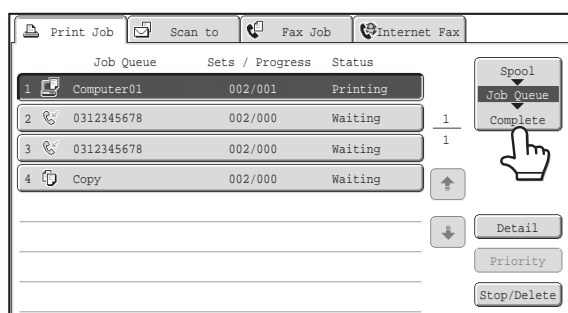 Print Job Scan to Fax Job Internet Fax
Job Queue Sets / Progress Status
1 Computer01 002/001 Printing
2 0312345678 002/000 Waiting
3 0312345678 002/000 Waiting
4 Copy 002/000 Waiting
1
1
Spool
Job Queue
Complete
Detail
Priority
Stop/Delete